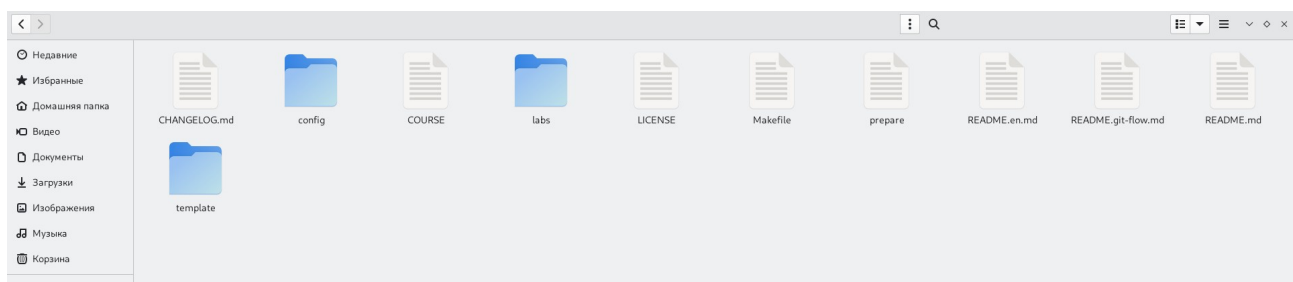 Недавние
Избранные
Домашняя папка
Видео
Документы
Загрузки
Изображения
Музыка
Корзина
CHANGELOG.md config COURSE labs LICENSE Makefile prepare README.en.md README.git-flow.md README.md
template